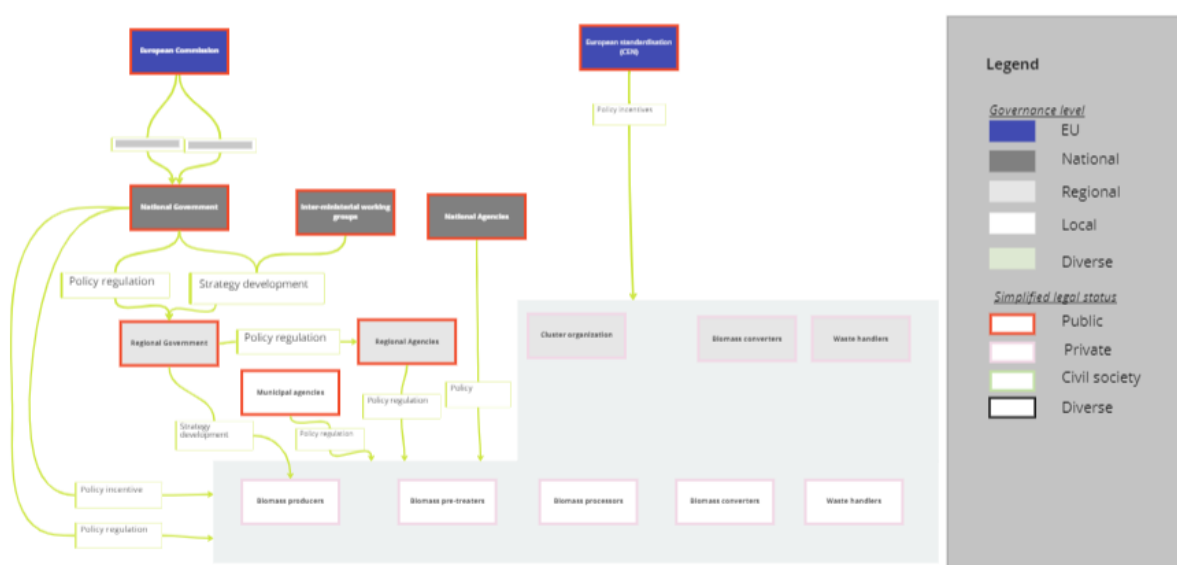 European Commission
European standardisation
(CEN)
Policy incentives
National Government
Inter-ministerial working
groups
National Agencies
Policy regulation
Strategy development
Regional Government
Policy regulation
Regional Agencies
Cluster organization
Biomass converters
Waste handlers
Municipal agencies
Policy regulation
Policy
Strategy
development
Policy regulation
Policy incentive
Policy regulation
Biomass producers
Biomass pre-treaters
Biomass processors
Biomass converters
Waste handlers
Legend
Governance level
EU
National
Regional
Local
Diverse
Simplified legal status
Public
Private
Civil society
Diverse